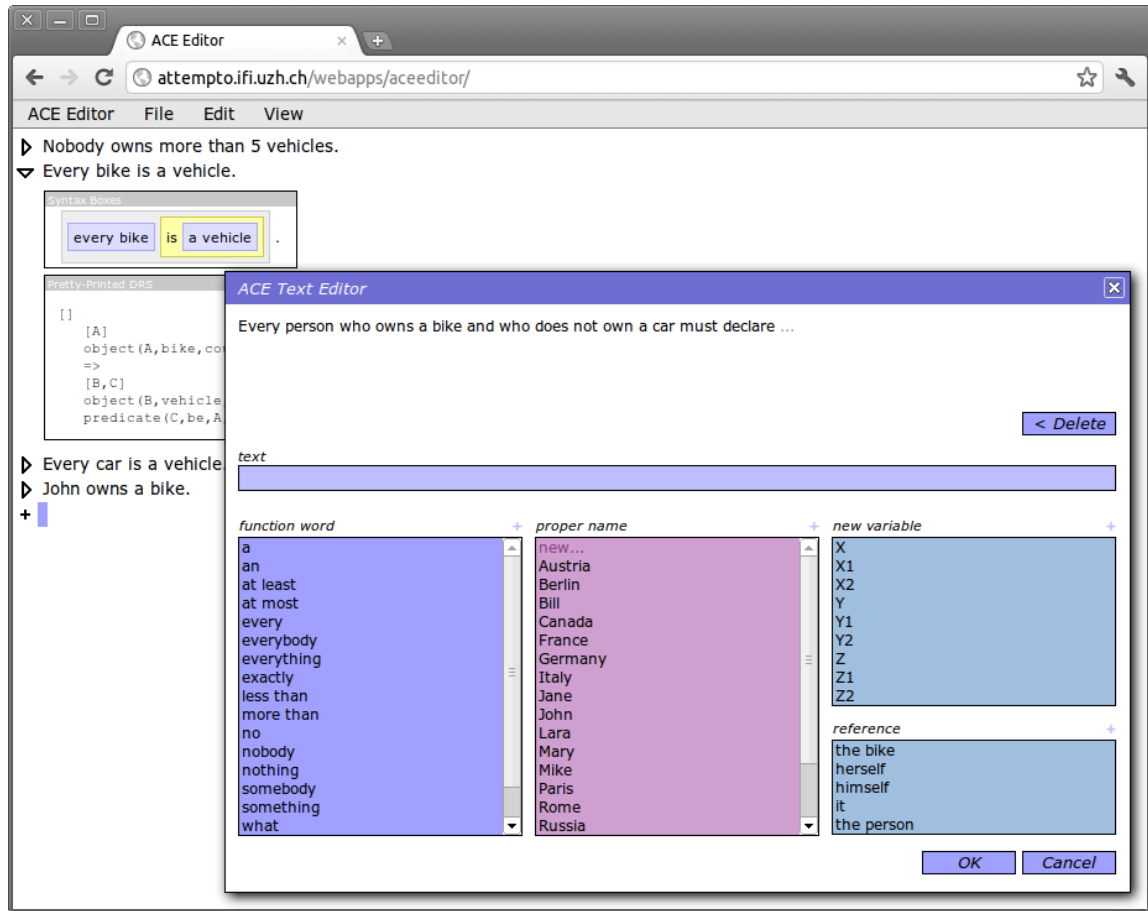 ACE Editor
attempto.ifi.uzh.ch/webapps/aceeditor/
ACE Editor File Edit View
Nobody owns more than 5 vehicles.
Every bike is a vehicle.
Syntax Boxes
every bike is a vehicle .
Pretty-Printed DRS
[]
[A]
object(A,bike,co
=>
[B,C]
object(B,vehicle,
predicate(C,be,A
Every car is a vehicle.
John owns a bike.
+
ACE Text Editor
Every person who owns a bike and who does not own a car must declare ...
< Delete
text
function word +
a
an
at least
at most
every
everybody
everything
exactly
less than
more than
no
nobody
nothing
somebody
something
what
proper name +
new...
Austria
Berlin
Bill
Canada
France
Germany
Italy
Jane
John
Lara
Mary
Mike
Paris
Rome
Russia
new variable +
X
X1
X2
Y
Y1
Y2
Z
Z1
Z2
reference +
the bike
herself
himself
it
the person
OK Cancel